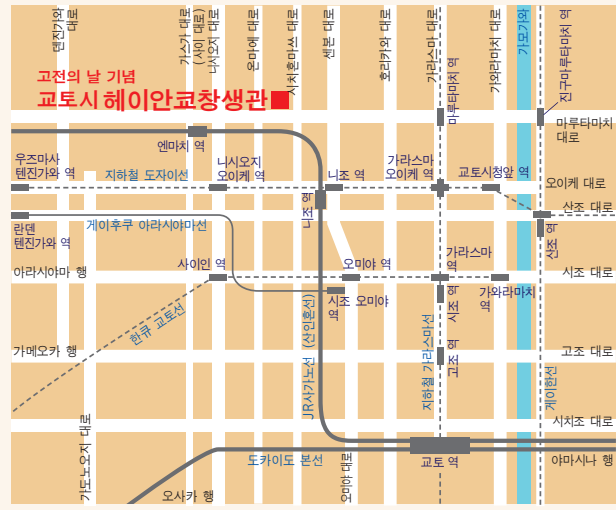 텐진가와
대로
가스가 대로
(사이 대로)
니시오지 대로
온마에 대로
시치혼마쓰 대로
센본 대로
호리카와 대로
가라스마 대로
가와라마치 대로
가모가와
진구마루타마치 역
고전의 날 기념
교토시 헤이안쿄창생관
마루타마치 역
마루타마치
대로
엔마치 역
우즈마사
텐진가와 역
지하철 도자이선
니시오지
오이케 역
니조 역
가라스마
오이케 역
교토시청앞 역
오이케 대로
니조 역
산조 대로
란덴
텐진가와 역
게이후쿠 아라시야마선
산조 역
아라시야마 행
사이인 역
오미야 역
가라스마
역
시조 대로
시조 오미야
역
시조 역
가와라마치
역
한큐 교토선
JR사가노선 (산인혼선)
지하철 가라스마선
가메오카 행
고조 역
고조 대로
게이한선
가도노오지 대로
시치조 대로
도카이도 본선
오미야 대로
교토 역
야마시나 행
오사카 행